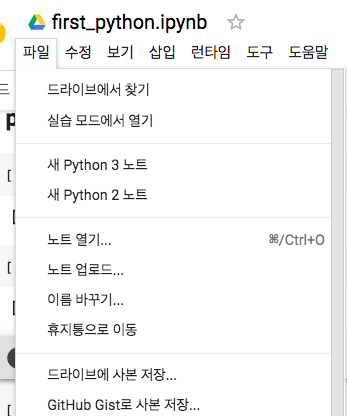 first_python.ipynb
파일 수정 보기 삽입 런타임 도구 도움말
드라이브에서 찾기
실습 모드에서 열기
새 Python 3 노트
새 Python 2 노트
노트 열기... ⌘/Ctrl+O
노트 업로드...
이름 바꾸기...
휴지통으로 이동
드라이브에 사본 저장...
GitHub Gist로 사본 저장...